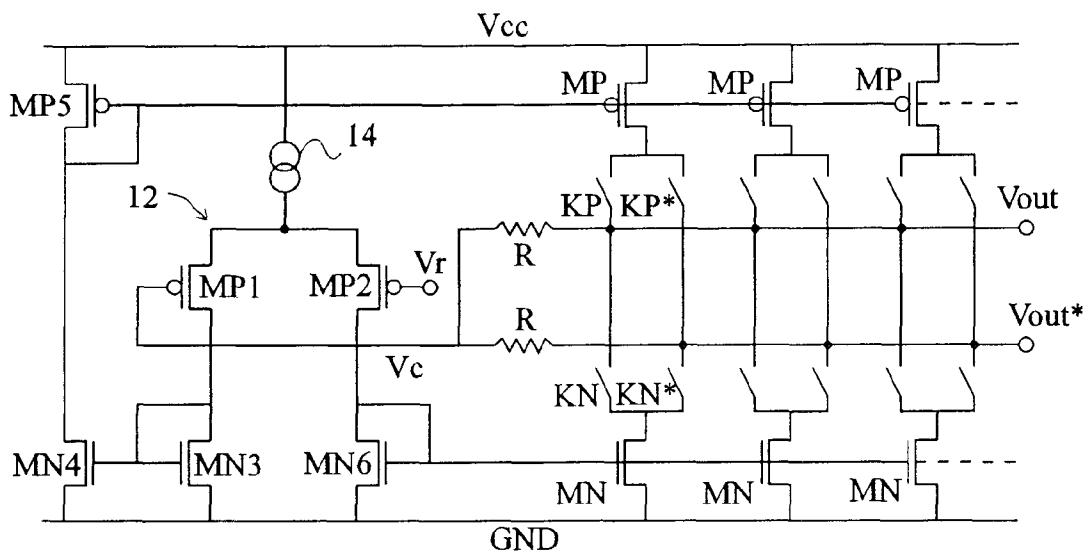 Vcc
MP5
MP
MP
MP
14
12
KP
KP*
Vout
R
MP1
MP2
Vr
R
Vout*
Vc
KN
KN*
MN4
MN3
MN6
MN
MN
MN
GND